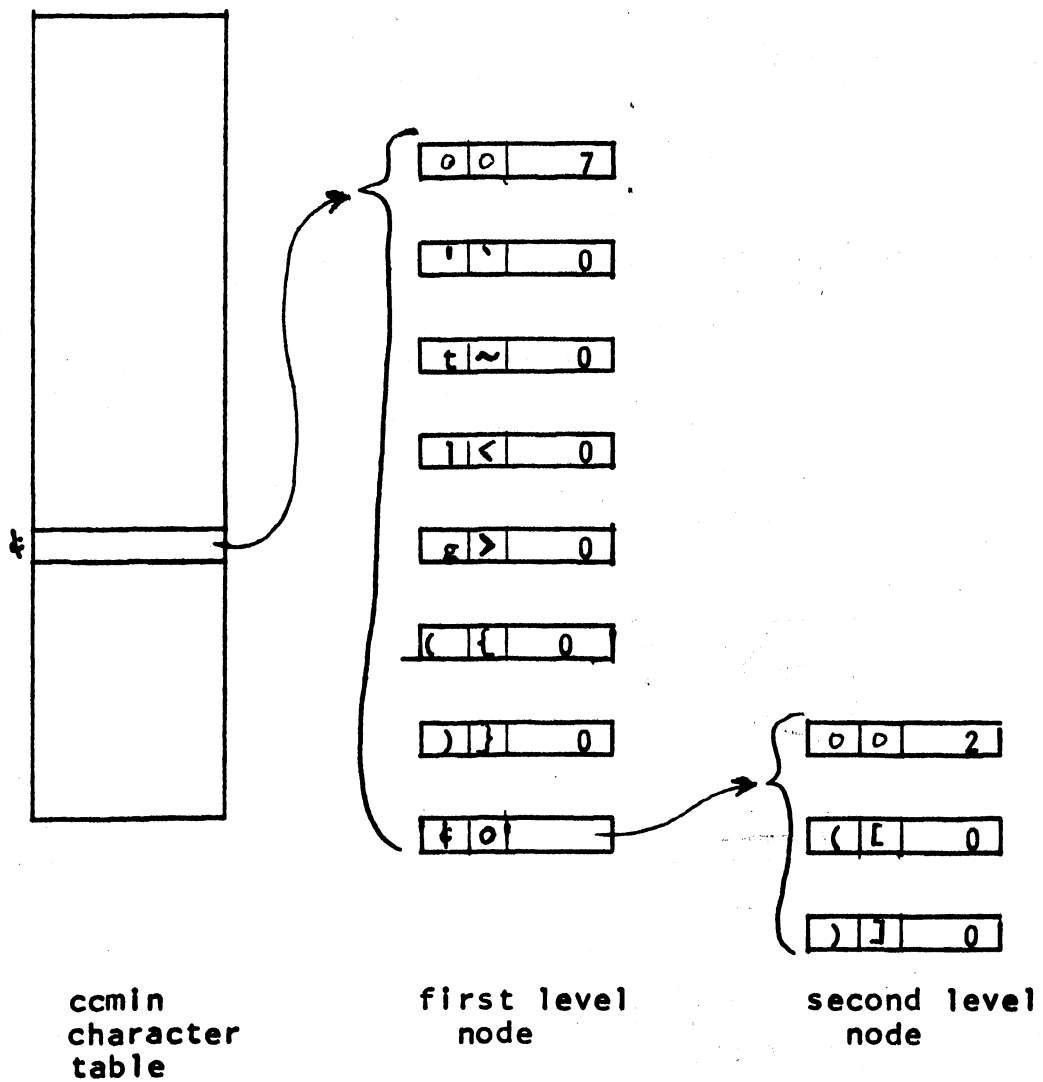 ¢
0 0 7
' ` 0
t ~ 0
l < 0
g > 0
( { 0
) } 0
¢ 0
0 0 2
( [ 0
) ] 0
ccmin
character
table
first level
node
second level
node